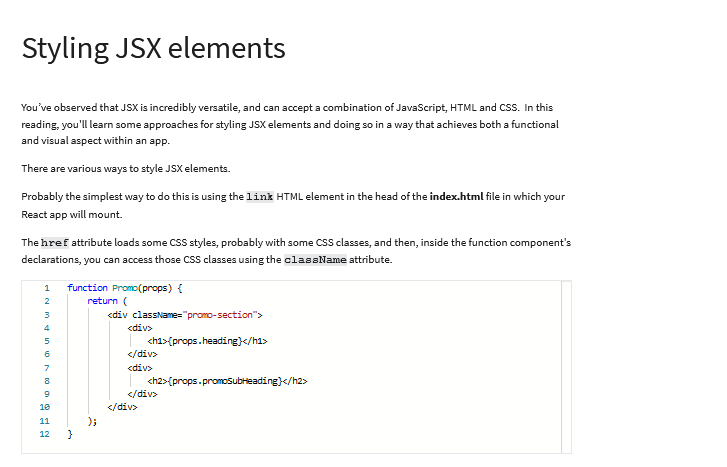 Styling JSX elements
You've observed that JSX is incredibly versatile, and can accept a combination of JavaScript, HTML and CSS.  In this
reading, you'll learn some approaches for styling JSX elements and doing so in a way that achieves both a functional
and visual aspect within an app.
There are various ways to style JSX elements.
Probably the simplest way to do this is using the link HTML element in the head of the index.html file in which your
React app will mount.
The href attribute loads some CSS styles, probably with some CSS classes, and then, inside the function component's
declarations, you can access those CSS classes using the className attribute.
1 function Promo(props) {
2     return (
3         <div className="promo-section">
4             <div>
5                 <h1>{props.heading}</h1>
6             </div>
7             <div>
8                 <h2>{props.promoSubHeading}</h2>
9             </div>
10         </div>
11     );
12 }